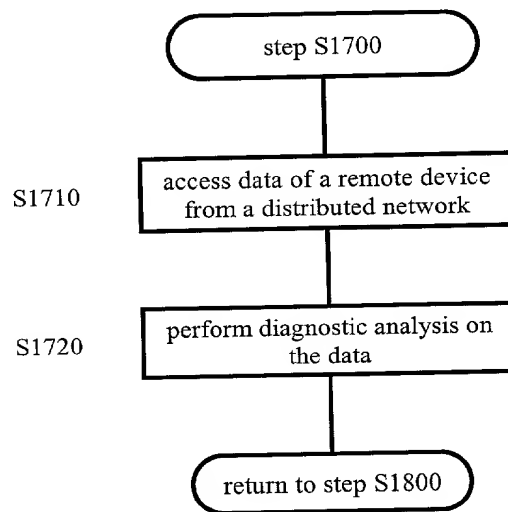 step S1700
S1710
access data of a remote device
from a distributed network
S1720
perform diagnostic analysis on
the data
return to step S1800